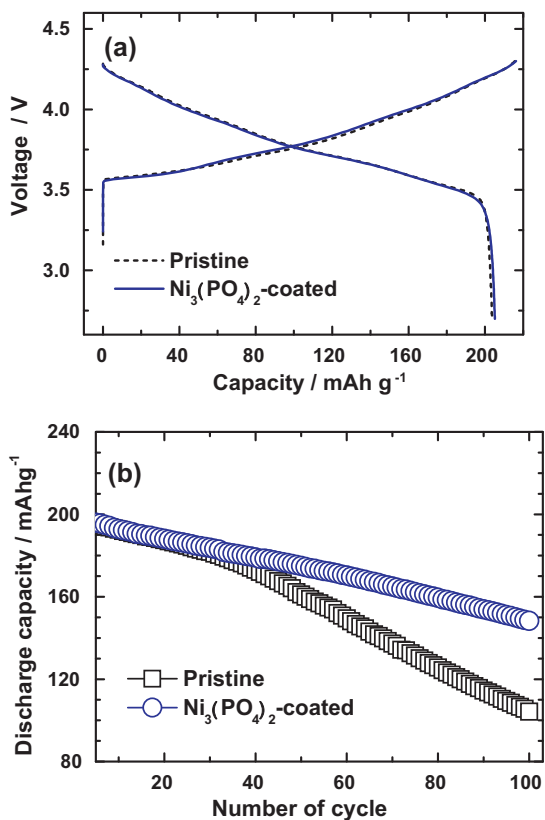 (a)
4.5
4.0
3.5
3.0
Voltage / V
Pristine
Ni₃(PO₄)₂-coated
0 40 80 120 160 200
Capacity / mAh g⁻¹
(b)
240
200
160
120
80
Discharge capacity / mAhg⁻¹
Pristine
Ni₃(PO₄)₂-coated
20 40 60 80 100
Number of cycle